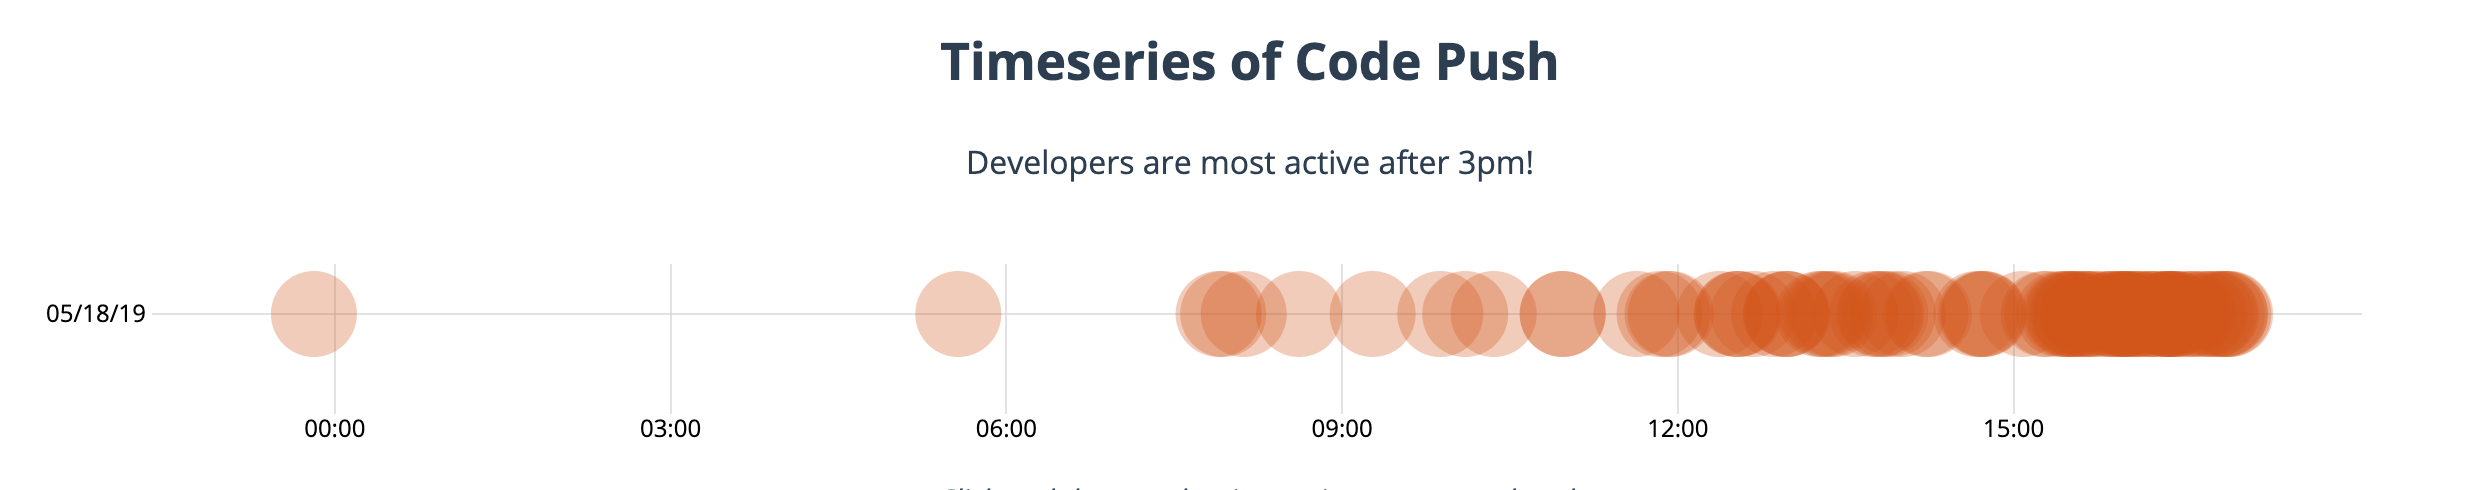 Timeseries of Code Push
Developers are most active after 3pm!
05/18/19
00:00 03:00 06:00 09:00 12:00 15:00